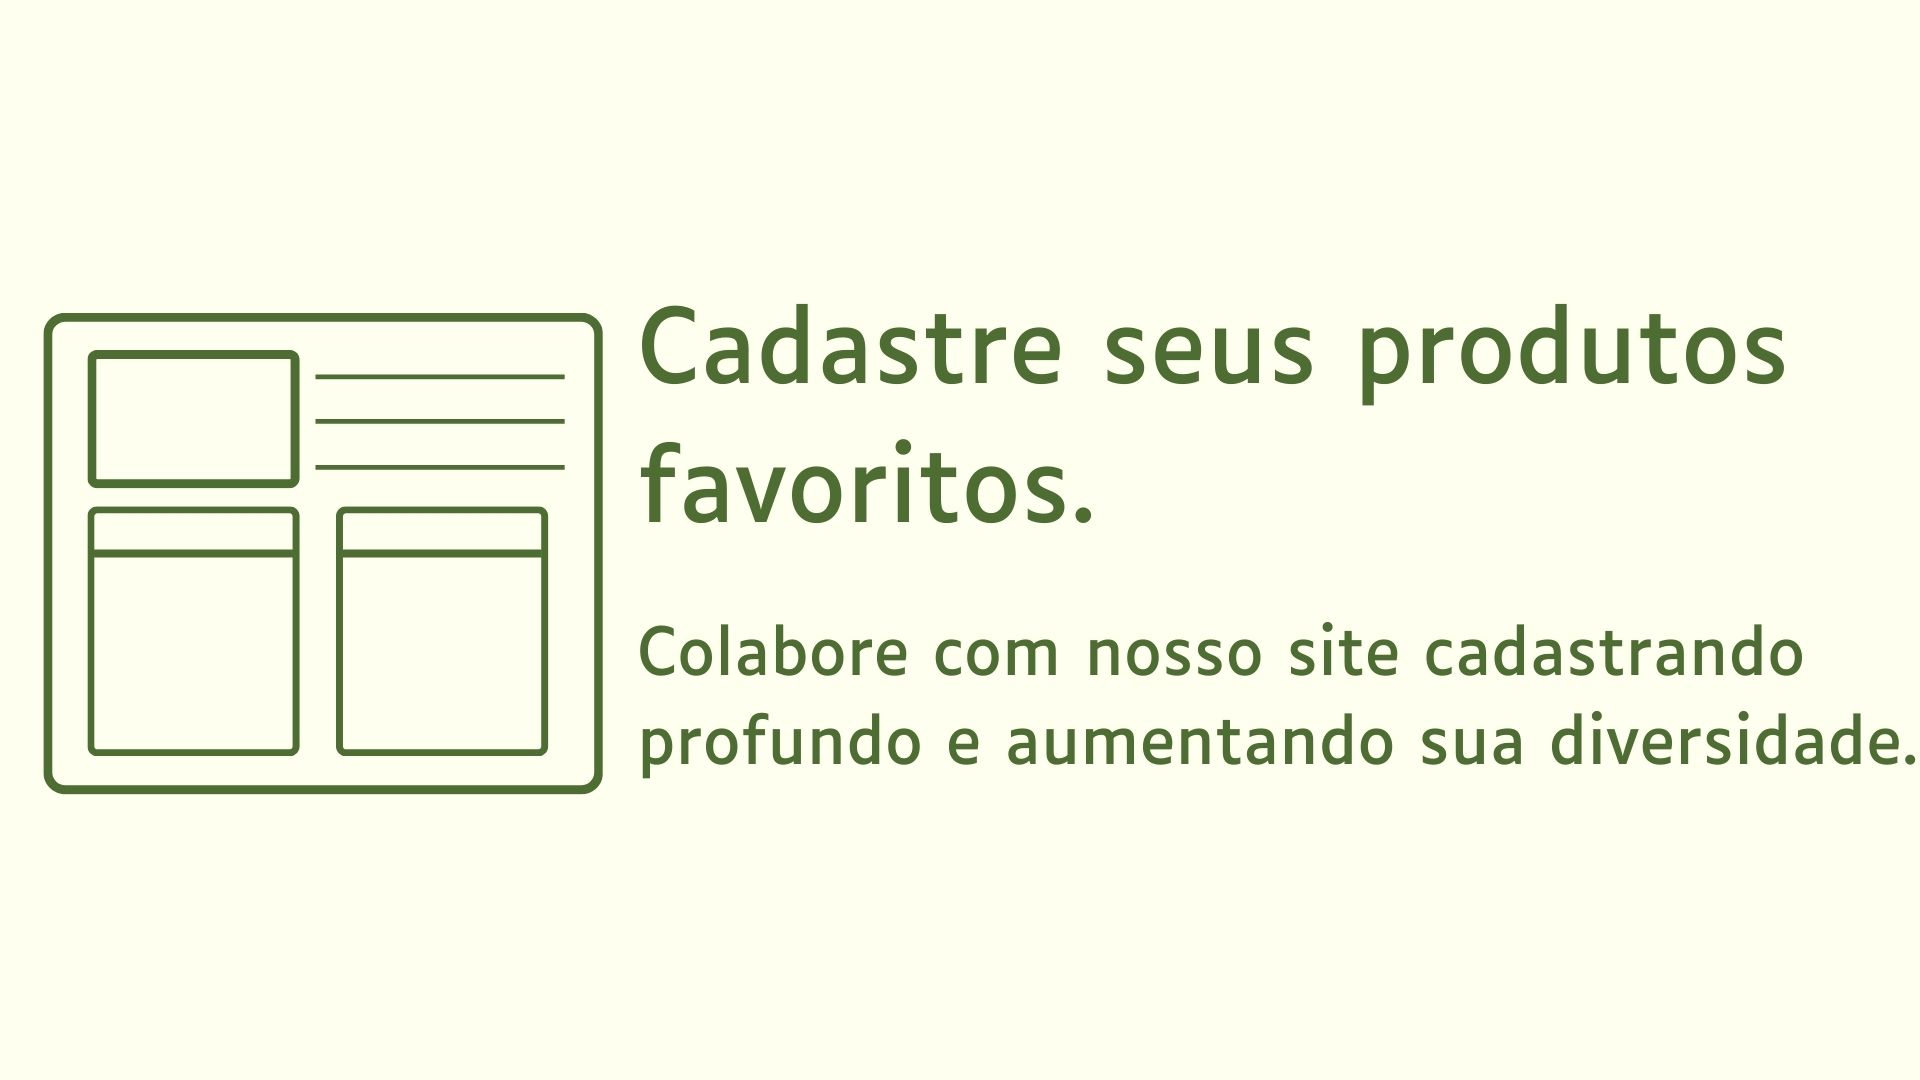 Cadastre seus produtos
favoritos.
Colabore com nosso site cadastrando
profundo e aumentando sua diversidade.